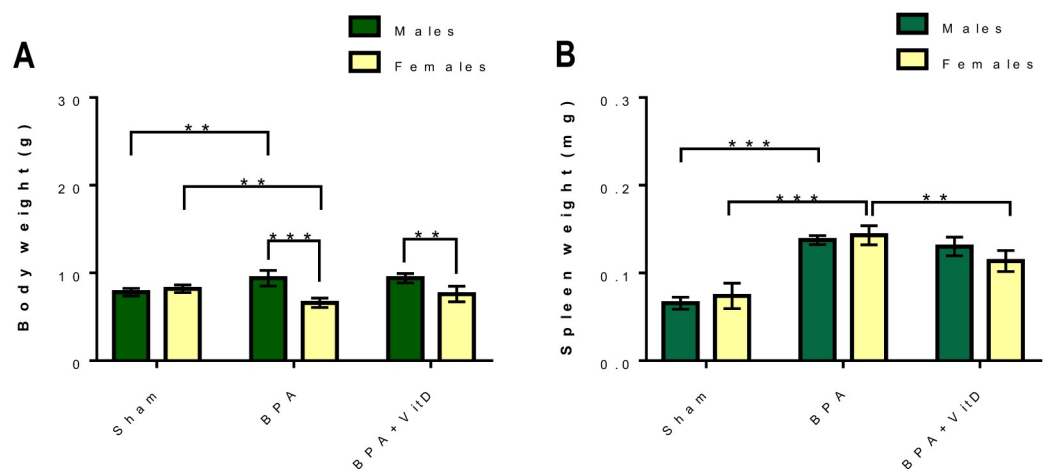 A
Males
Females
Body weight (g)
30
20
10
0
**
**
***
**
Sham
BPA
BPA+VitD
B
Males
Females
Spleen weight (mg)
0.3
0.2
0.1
0.0
***
***
**
Sham
BPA
BPA+VitD